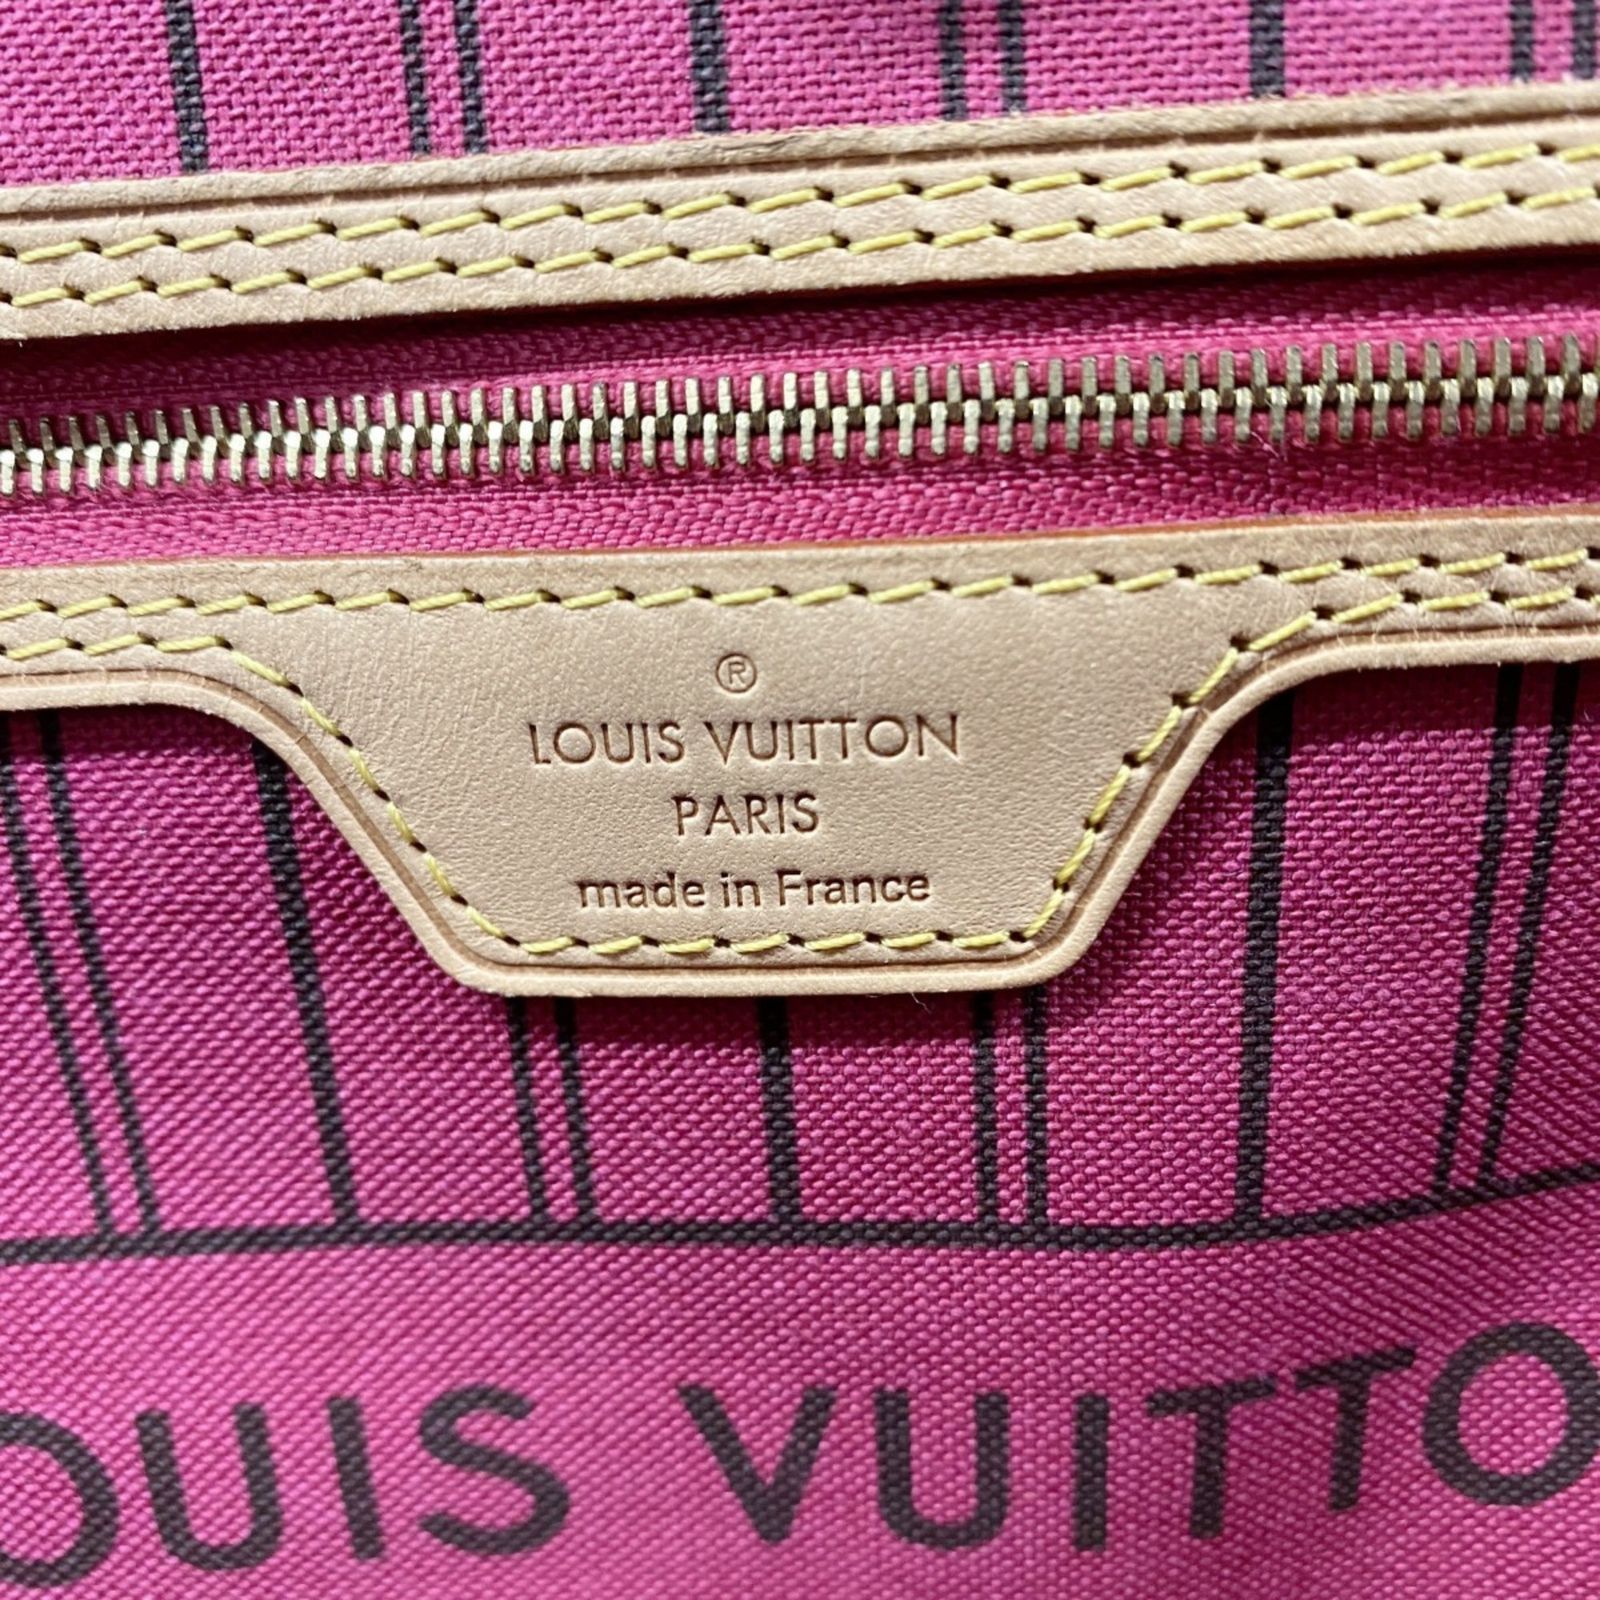 ®
LOUIS VUITTON
PARIS
made in France
OUIS VUITTO